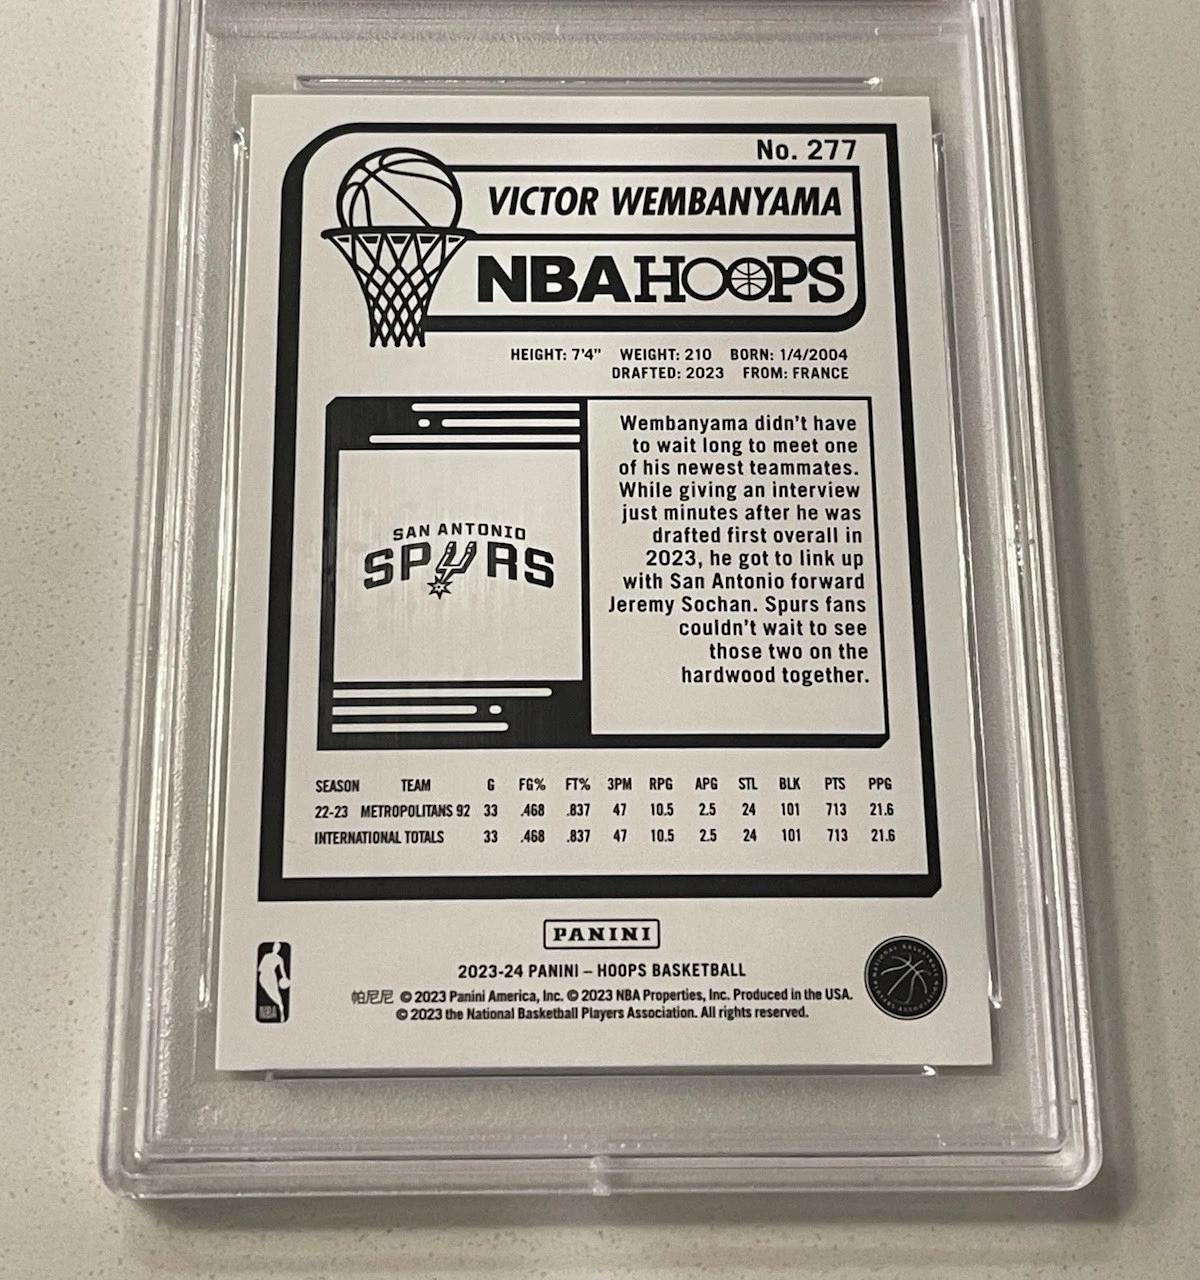 No. 277
VICTOR WEMBANYAMA
NBA HOOPS
HEIGHT: 7'4" WEIGHT: 210 BORN: 1/4/2004
DRAFTED: 2023 FROM: FRANCE
SAN ANTONIO
SPURS
Wembanyama didn't have
to wait long to meet one
of his newest teammates.
While giving an interview
just minutes after he was
drafted first overall in
2023, he got to link up
with San Antonio forward
Jeremy Sochan. Spurs fans
couldn't wait to see
those two on the
hardwood together.
SEASON TEAM G FG% FT% 3PM RPG APG STL BLK PTS PPG
22-23 METROPOLITANS 92 33 .468 .837 47 10.5 2.5 24 101 713 21.6
INTERNATIONAL TOTALS 33 .468 .837 47 10.5 2.5 24 101 713 21.6
PANINI
2023-24 PANINI – HOOPS BASKETBALL
帕尼尼 © 2023 Panini America, Inc. © 2023 NBA Properties, Inc. Produced in the USA.
© 2023 the National Basketball Players Association. All rights reserved.
NBA
NATIONAL BASKETBALL PLAYERS ASSOCIATION